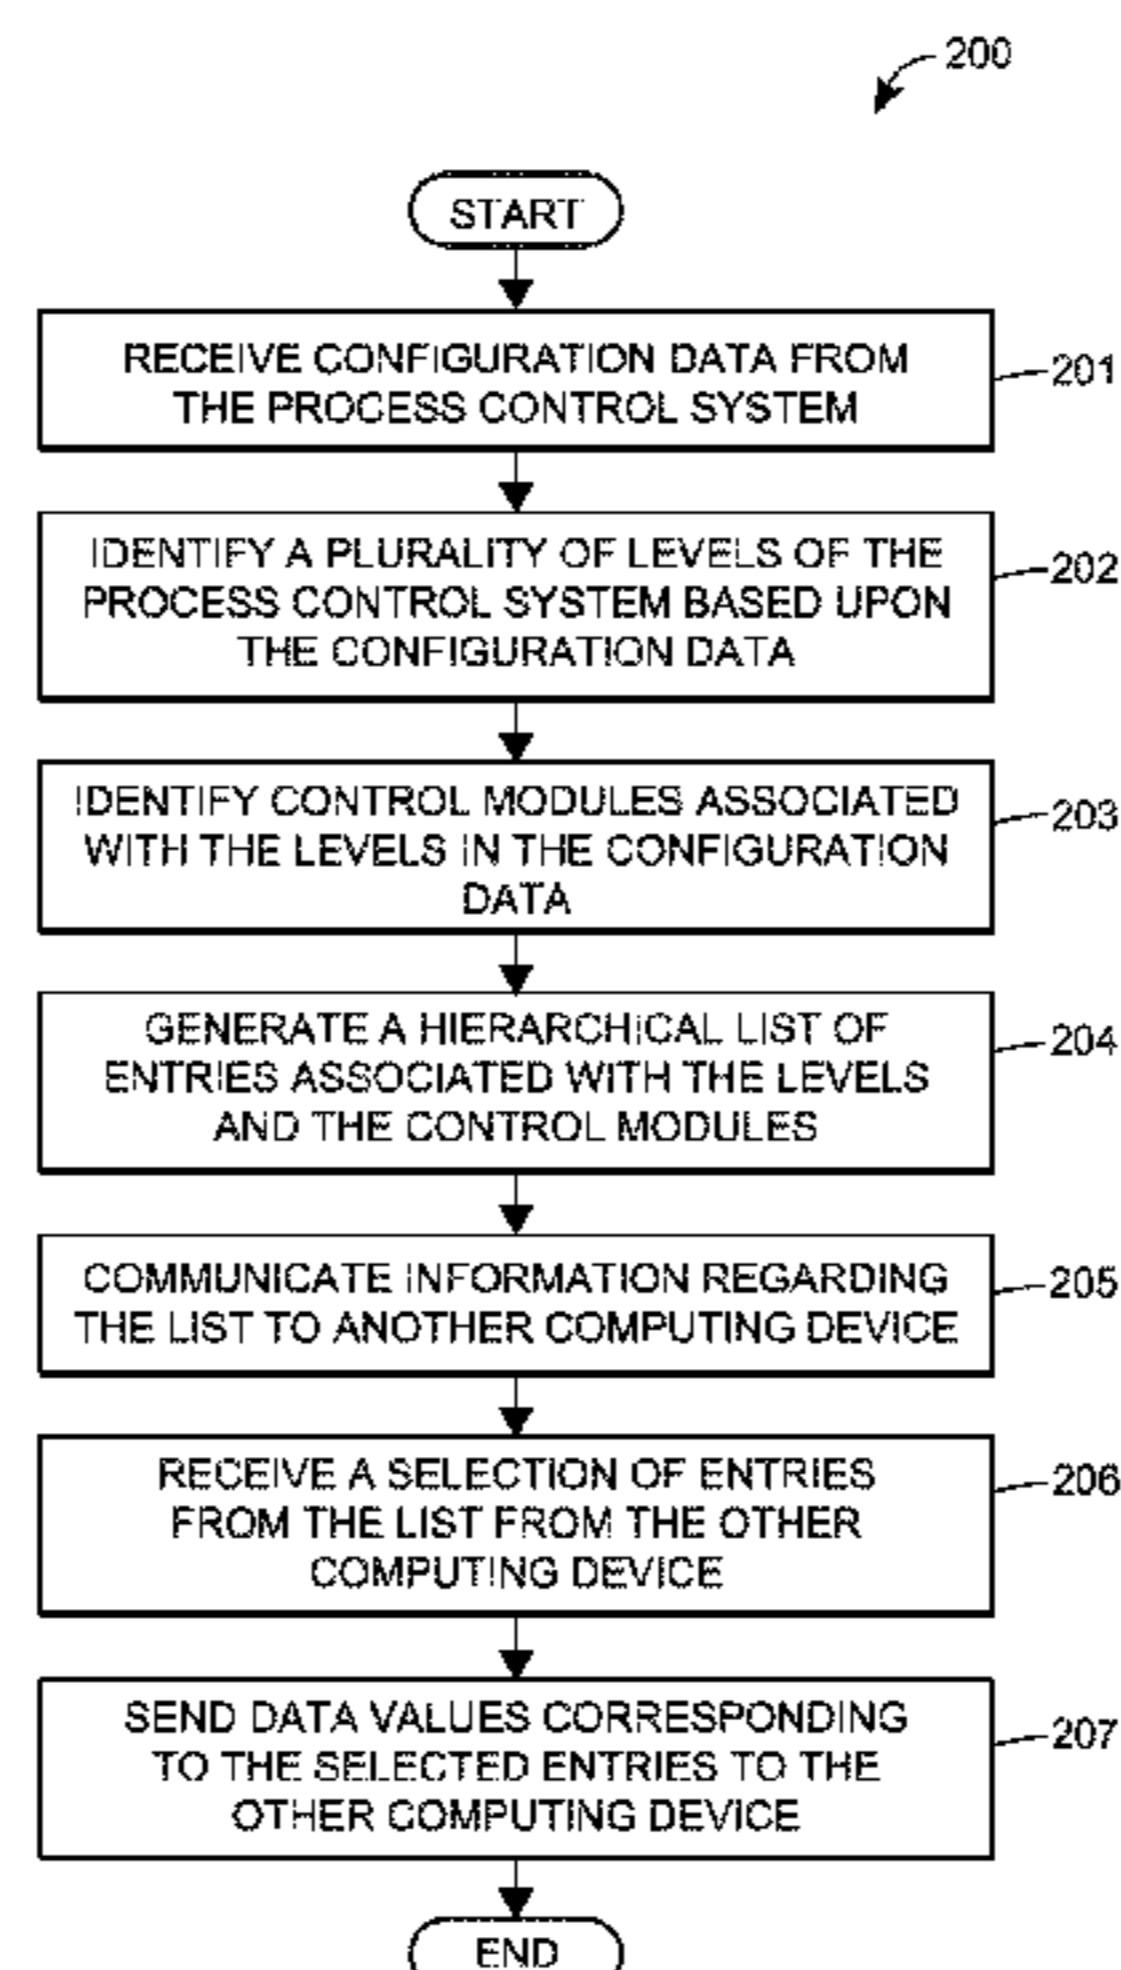 200
START
RECEIVE CONFIGURATION DATA FROM
THE PROCESS CONTROL SYSTEM
201
IDENTIFY A PLURALITY OF LEVELS OF THE
PROCESS CONTROL SYSTEM BASED UPON
THE CONFIGURATION DATA
202
IDENTIFY CONTROL MODULES ASSOCIATED
WITH THE LEVELS IN THE CONFIGURATION
DATA
203
GENERATE A HIERARCHICAL LIST OF
ENTRIES ASSOCIATED WITH THE LEVELS
AND THE CONTROL MODULES
204
COMMUNICATE INFORMATION REGARDING
THE LIST TO ANOTHER COMPUTING DEVICE
205
RECEIVE A SELECTION OF ENTRIES
FROM THE LIST FROM THE OTHER
COMPUTING DEVICE
206
SEND DATA VALUES CORRESPONDING
TO THE SELECTED ENTRIES TO THE
OTHER COMPUTING DEVICE
207
END